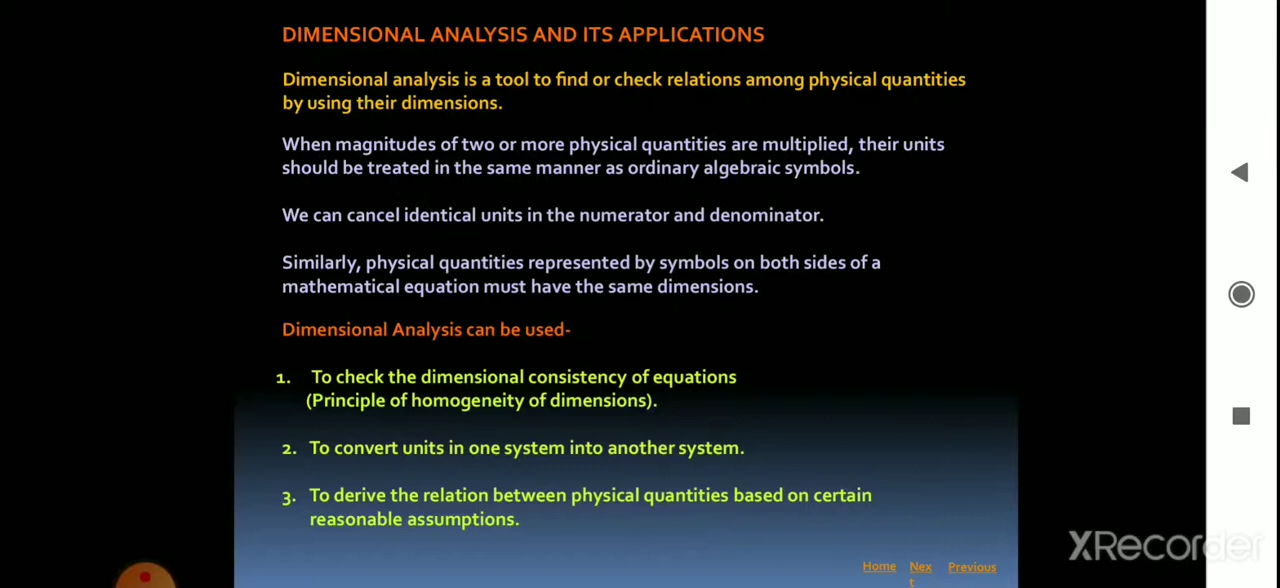 DIMENSIONAL ANALYSIS AND ITS APPLICATIONS
Dimensional analysis is a tool to find or check relations among physical quantities
by using their dimensions.
When magnitudes of two or more physical quantities are multiplied, their units
should be treated in the same manner as ordinary algebraic symbols.
We can cancel identical units in the numerator and denominator.
Similarly, physical quantities represented by symbols on both sides of a
mathematical equation must have the same dimensions.
Dimensional Analysis can be used-
1. To check the dimensional consistency of equations
(Principle of homogeneity of dimensions).
2. To convert units in one system into another system.
3. To derive the relation between physical quantities based on certain
reasonable assumptions.
XRecorder
Home Nex Previous
t